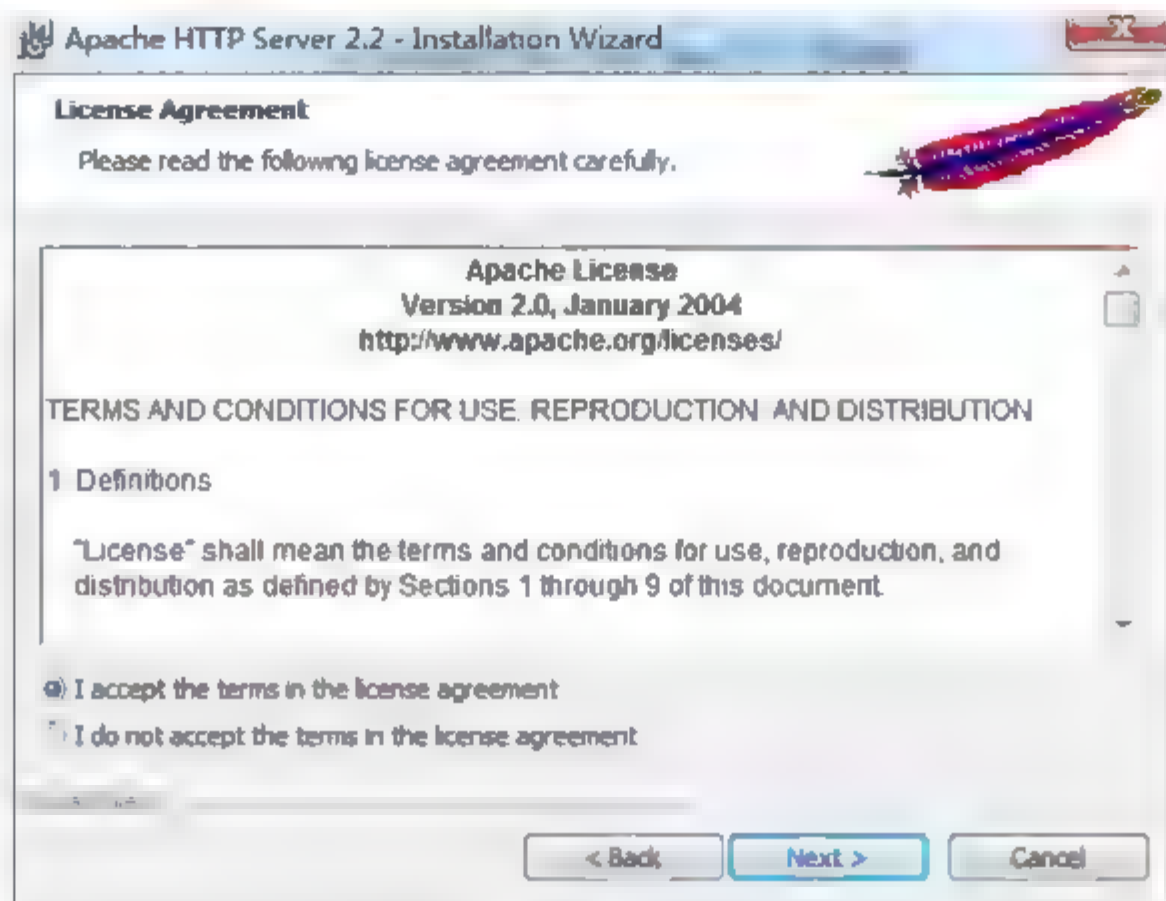 Apache HTTP Server 2.2 - Installation Wizard
License Agreement
Please read the following license agreement carefully.
Apache License
Version 2.0, January 2004
http://www.apache.org/licenses/
TERMS AND CONDITIONS FOR USE, REPRODUCTION, AND DISTRIBUTION
1. Definitions
"License" shall mean the terms and conditions for use, reproduction, and
distribution as defined by Sections 1 through 9 of this document.
I accept the terms in the license agreement
I do not accept the terms in the license agreement
< Back
Next >
Cancel